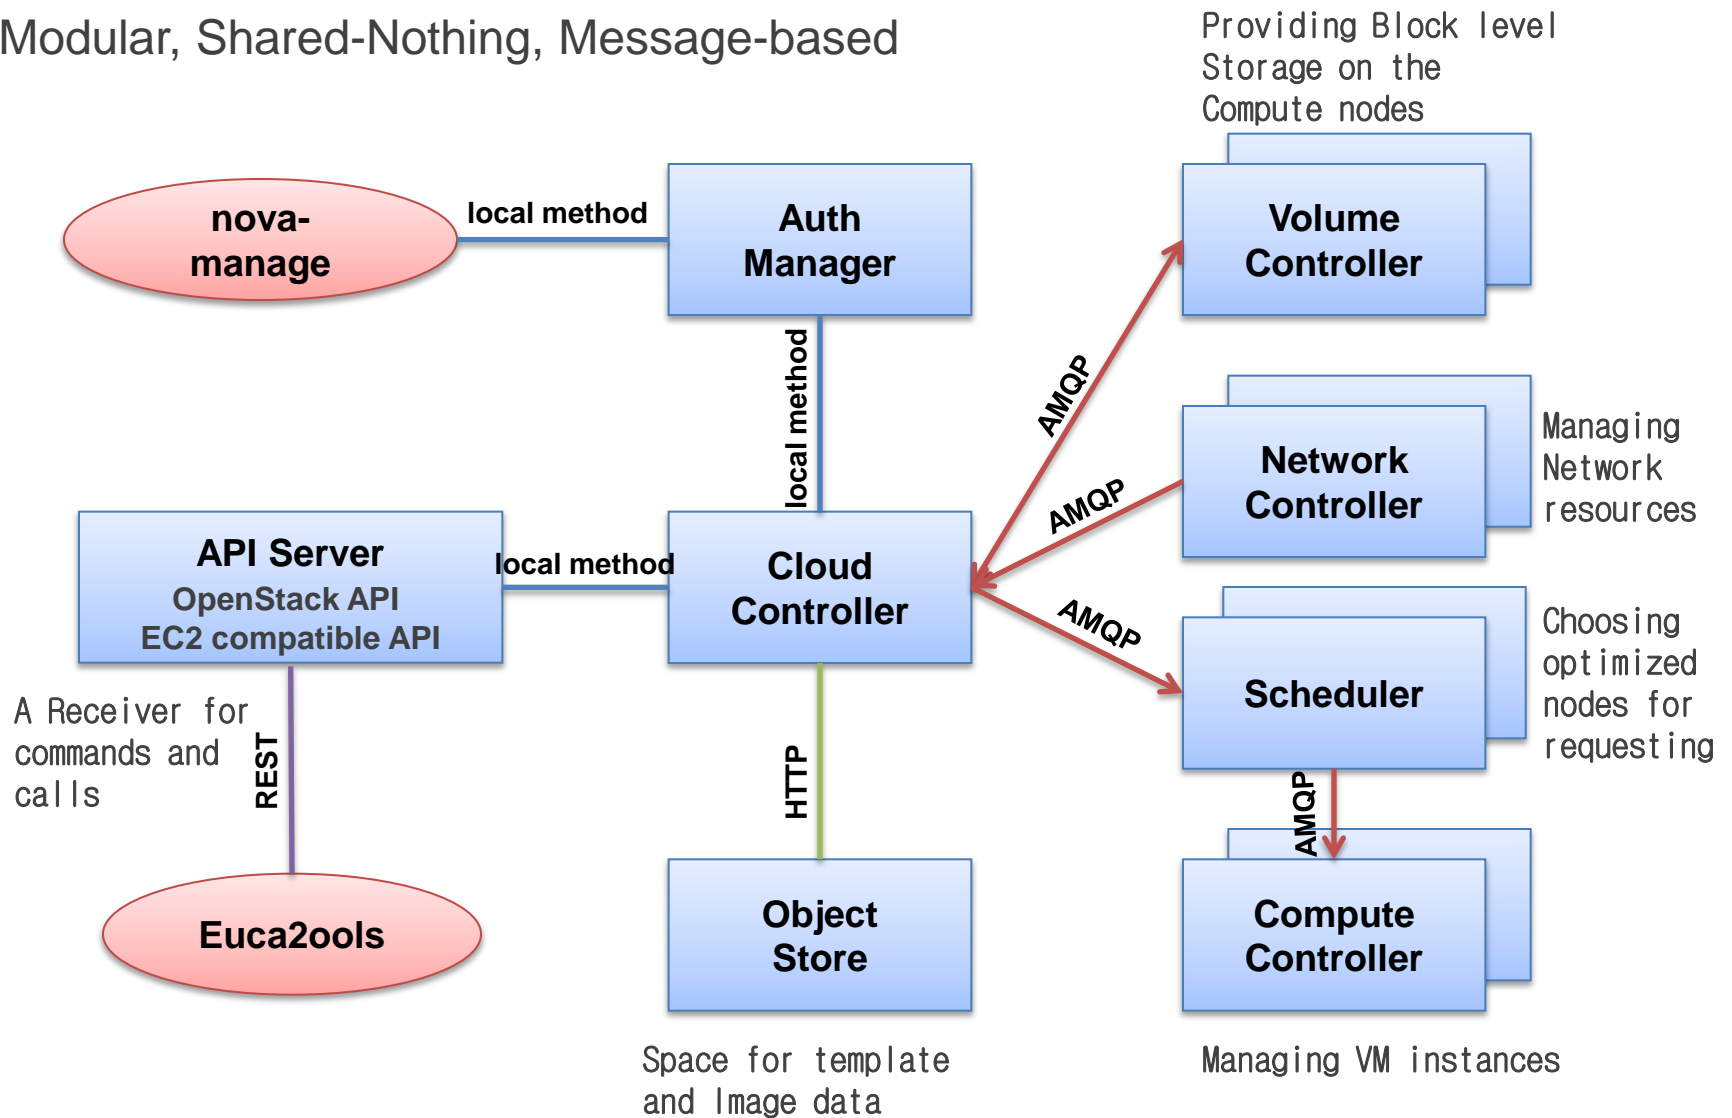 Modular, Shared-Nothing, Message-based
Providing Block level
Storage on the
Compute nodes
nova-
manage
local method
Auth
Manager
Volume
Controller
local method
AMQP
Network
Controller
Managing
Network
resources
AMQP
API Server
OpenStack API
EC2 compatible API
local method
Cloud
Controller
AMQP
Scheduler
Choosing
optimized
nodes for
requesting
A Receiver for
commands and
calls
REST
HTTP
AMQP
Euca2ools
Object
Store
Compute
Controller
Space for template
and Image data
Managing VM instances